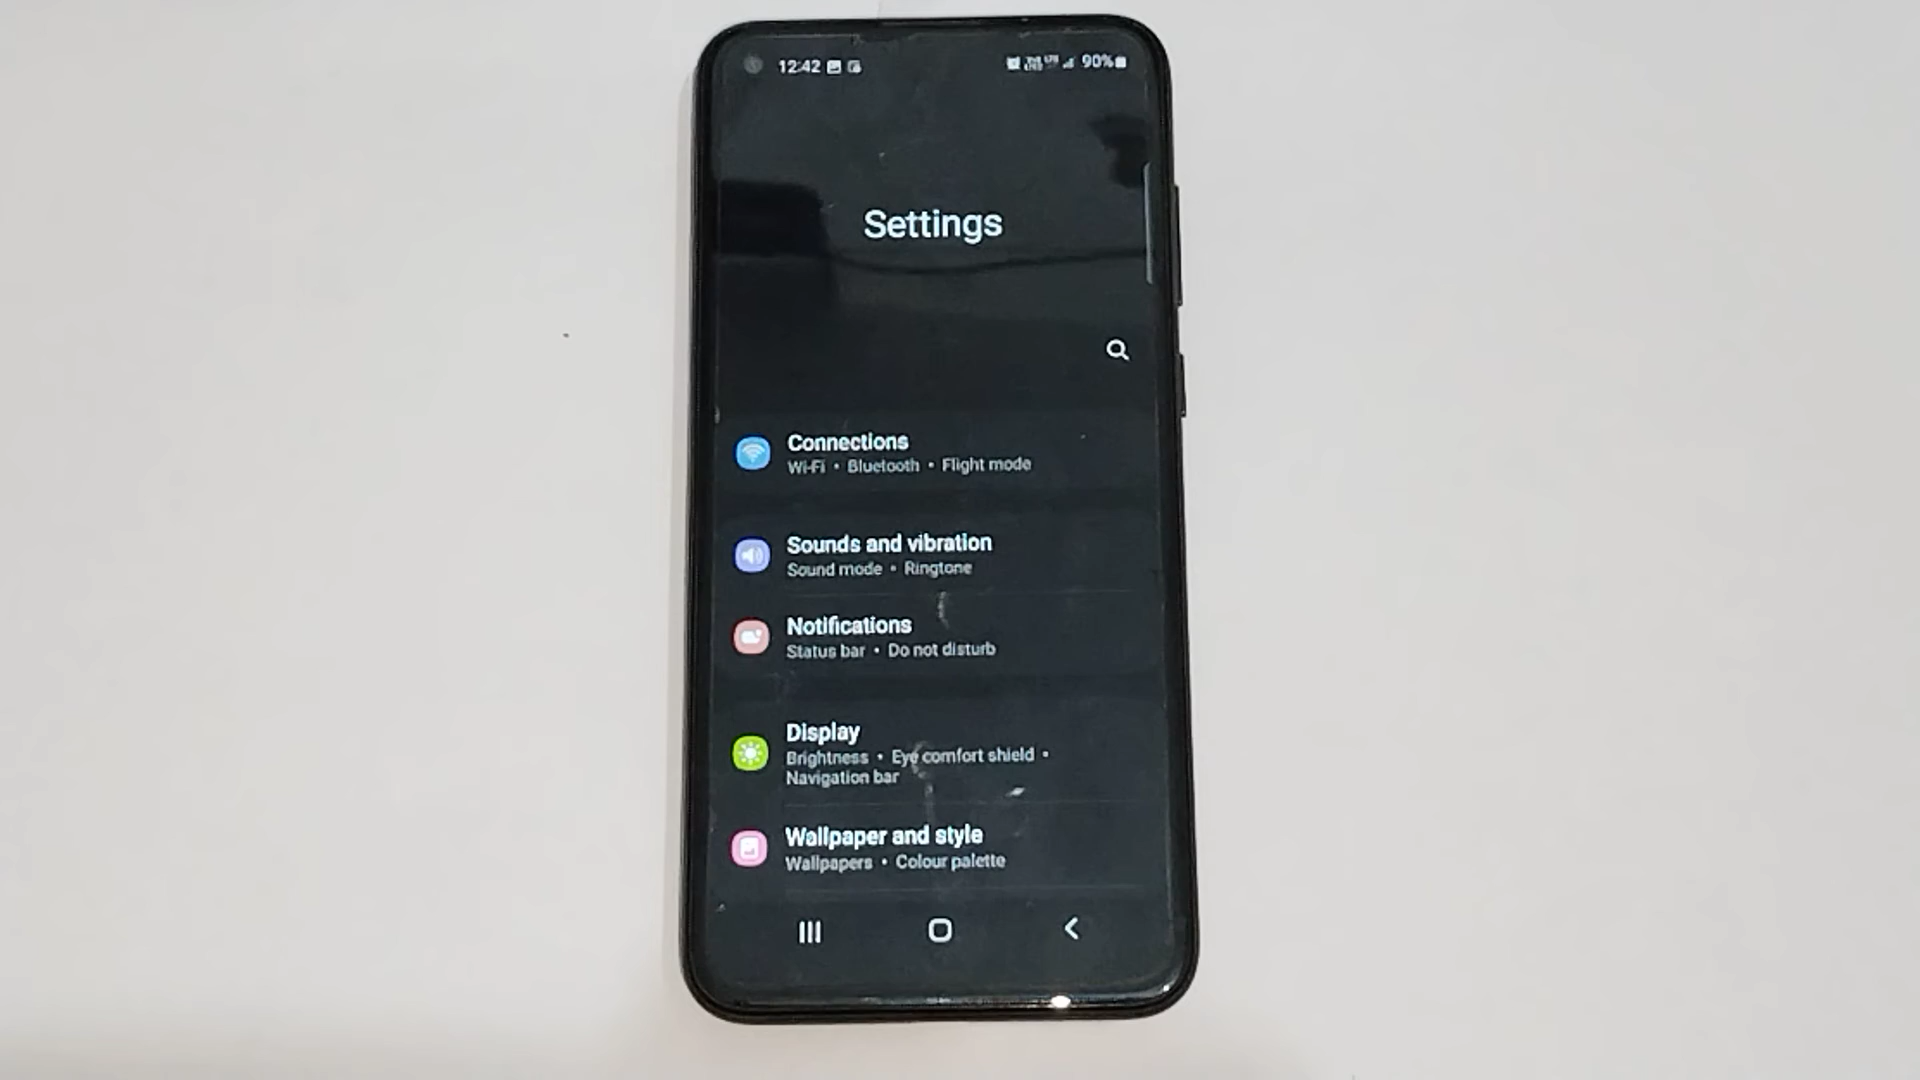 12:42
90%
Settings
Connections
Wi-Fi • Bluetooth • Flight mode
Sounds and vibration
Sound mode • Ringtone
Notifications
Status bar • Do not disturb
Display
Brightness • Eye comfort shield •
Navigation bar
Wallpaper and style
Wallpapers • Colour palette